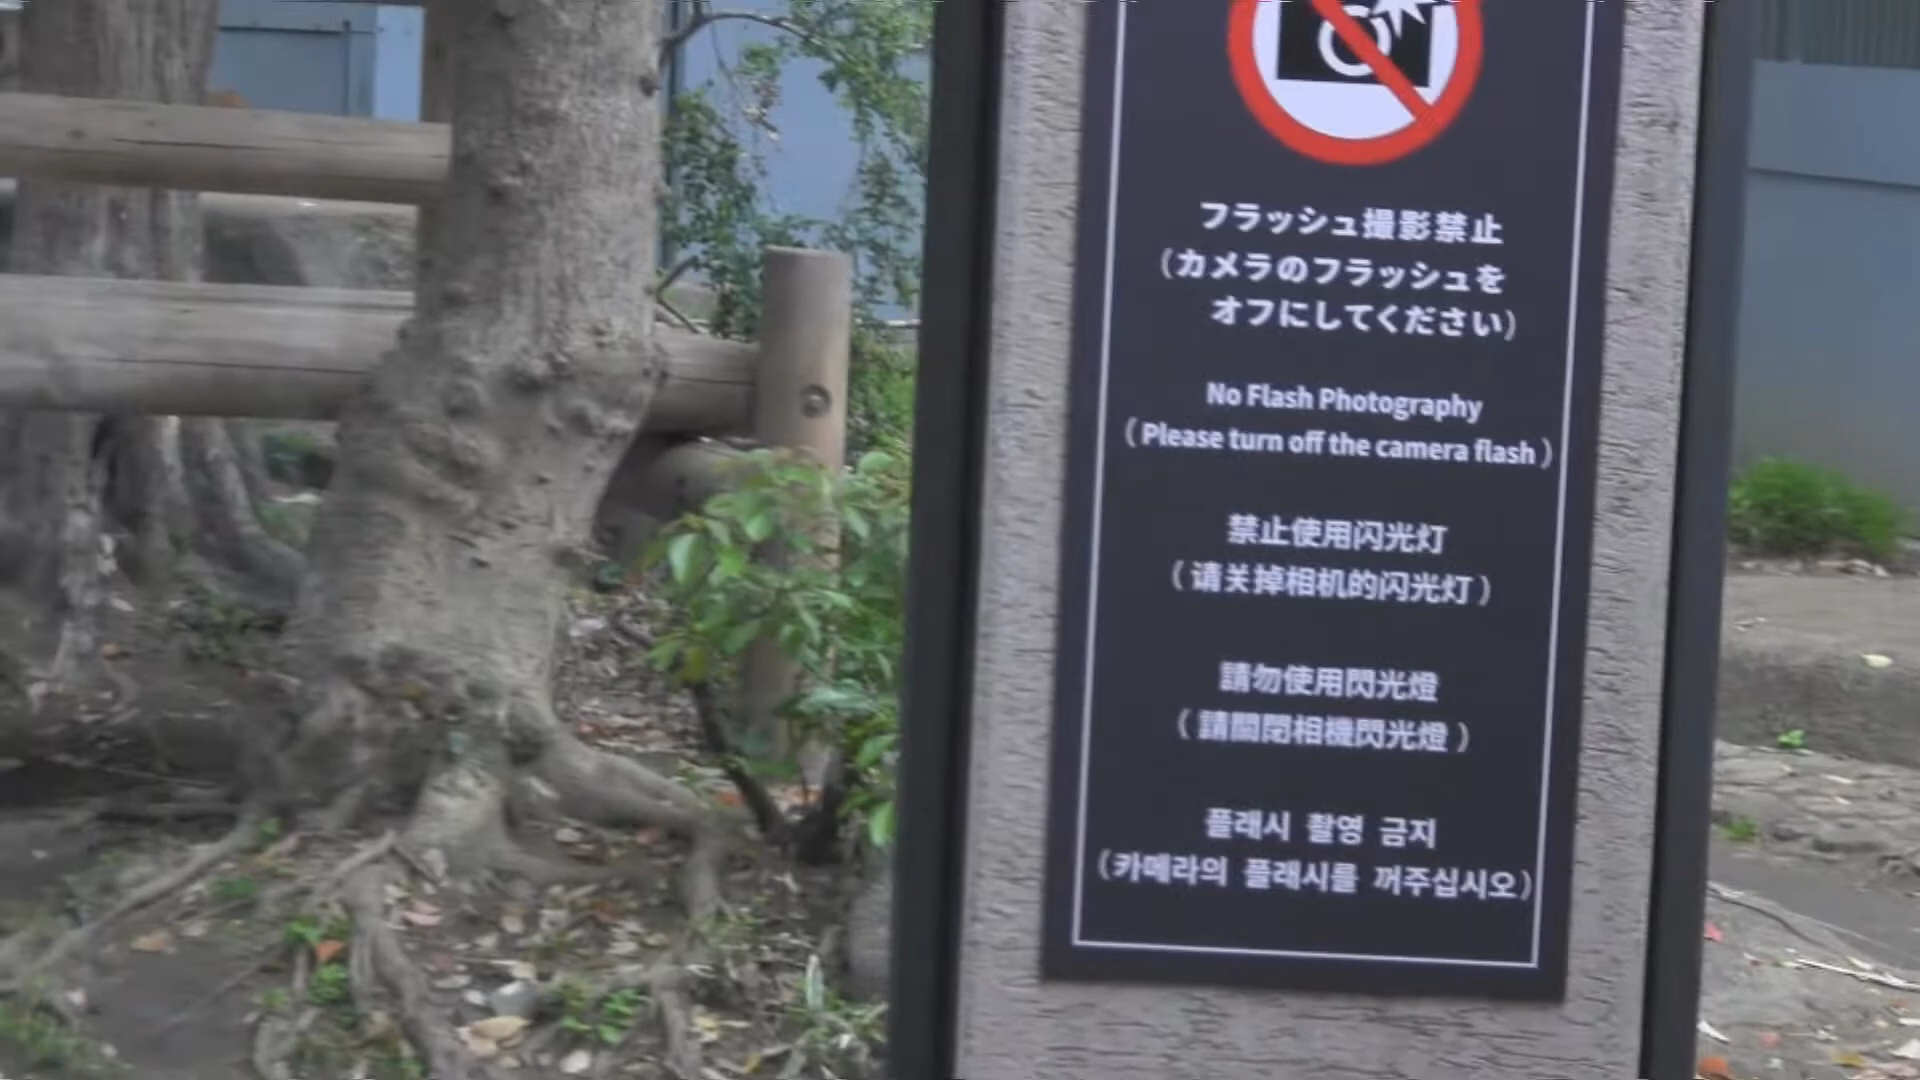 フラッシュ撮影禁止
(カメラのフラッシュを
オフにしてください)
No Flash Photography
( Please turn off the camera flash )
禁止使用闪光灯
( 请关掉相机的闪光灯 )
請勿使用閃光燈
( 請關閉相機閃光燈 )
플래시 촬영 금지
(카메라의 플래시를 꺼주십시오)